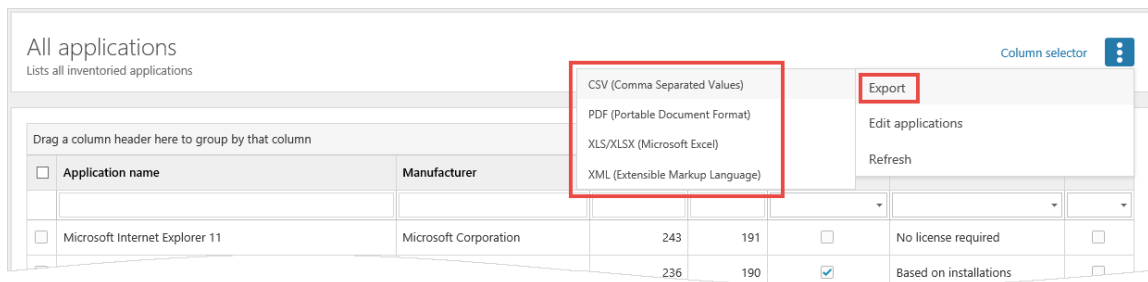 All applications
Lists all inventoried applications
Column selector
CSV (Comma Separated Values)
PDF (Portable Document Format)
XLS/XLSX (Microsoft Excel)
XML (Extensible Markup Language)
Export
Edit applications
Refresh
Drag a column header here to group by that column
Application name Manufacturer
Microsoft Internet Explorer 11 Microsoft Corporation 243 191 No license required
236 190 Based on installations